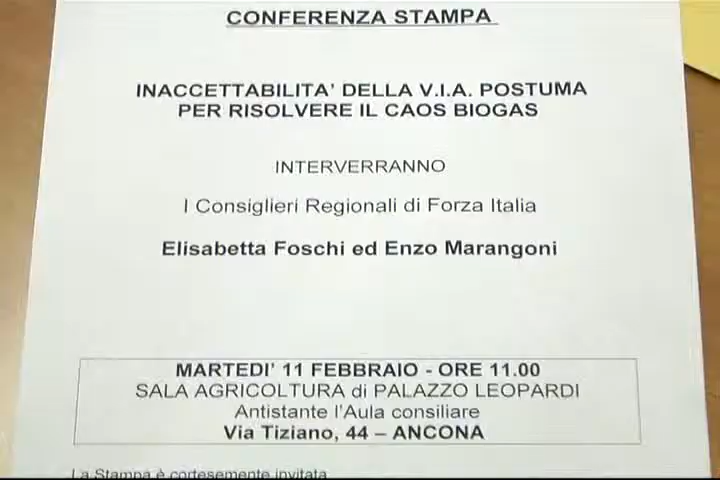 CONFERENZA STAMPA
INACCETTABILITA' DELLA V.I.A. POSTUMA
PER RISOLVERE IL CAOS BIOGAS
INTERVERRANNO
I Consiglieri Regionali di Forza Italia
Elisabetta Foschi ed Enzo Marangoni
MARTEDI' 11 FEBBRAIO - ORE 11.00
SALA AGRICOLTURA di PALAZZO LEOPARDI
Antistante l'Aula consiliare
Via Tiziano, 44 – ANCONA
La Stampa è cortesemente invitata